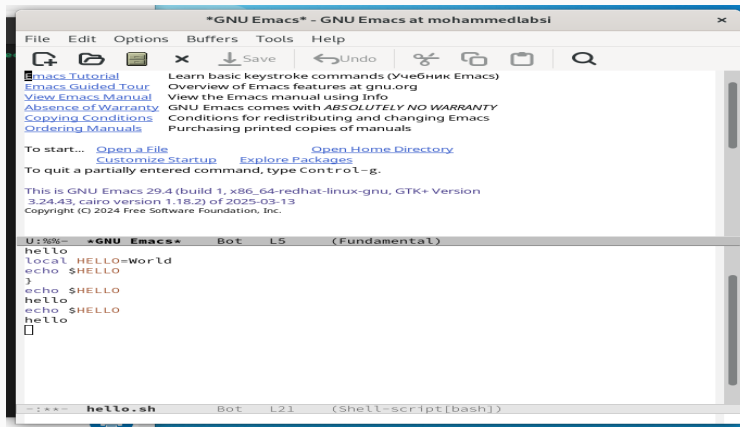 *GNU Emacs* - GNU Emacs at mohammedlabsi ×
File Edit Options Buffers Tools Help
Save Undo
Emacs Tutorial Learn basic keystroke commands (Учебник Emacs)
Emacs Guided Tour Overview of Emacs features at gnu.org
View Emacs Manual View the Emacs manual using Info
Absence of Warranty GNU Emacs comes with ABSOLUTELY NO WARRANTY
Copying Conditions Conditions for redistributing and changing Emacs
Ordering Manuals Purchasing printed copies of manuals
To start... Open a File Open Home Directory
Customize Startup Explore Packages
To quit a partially entered command, type Control-g.
This is GNU Emacs 29.4 (build 1, x86_64-redhat-linux-gnu, GTK+ Version
3.24.43, cairo version 1.18.2) of 2025-03-13
Copyright (C) 2024 Free Software Foundation, Inc.
U:%%- *GNU Emacs* Bot L5 (Fundamental)
hello
local HELLO=World
echo $HELLO
}
echo $HELLO
hello
echo $HELLO
hello
-:**- hello.sh Bot L21 (Shell-script[bash])